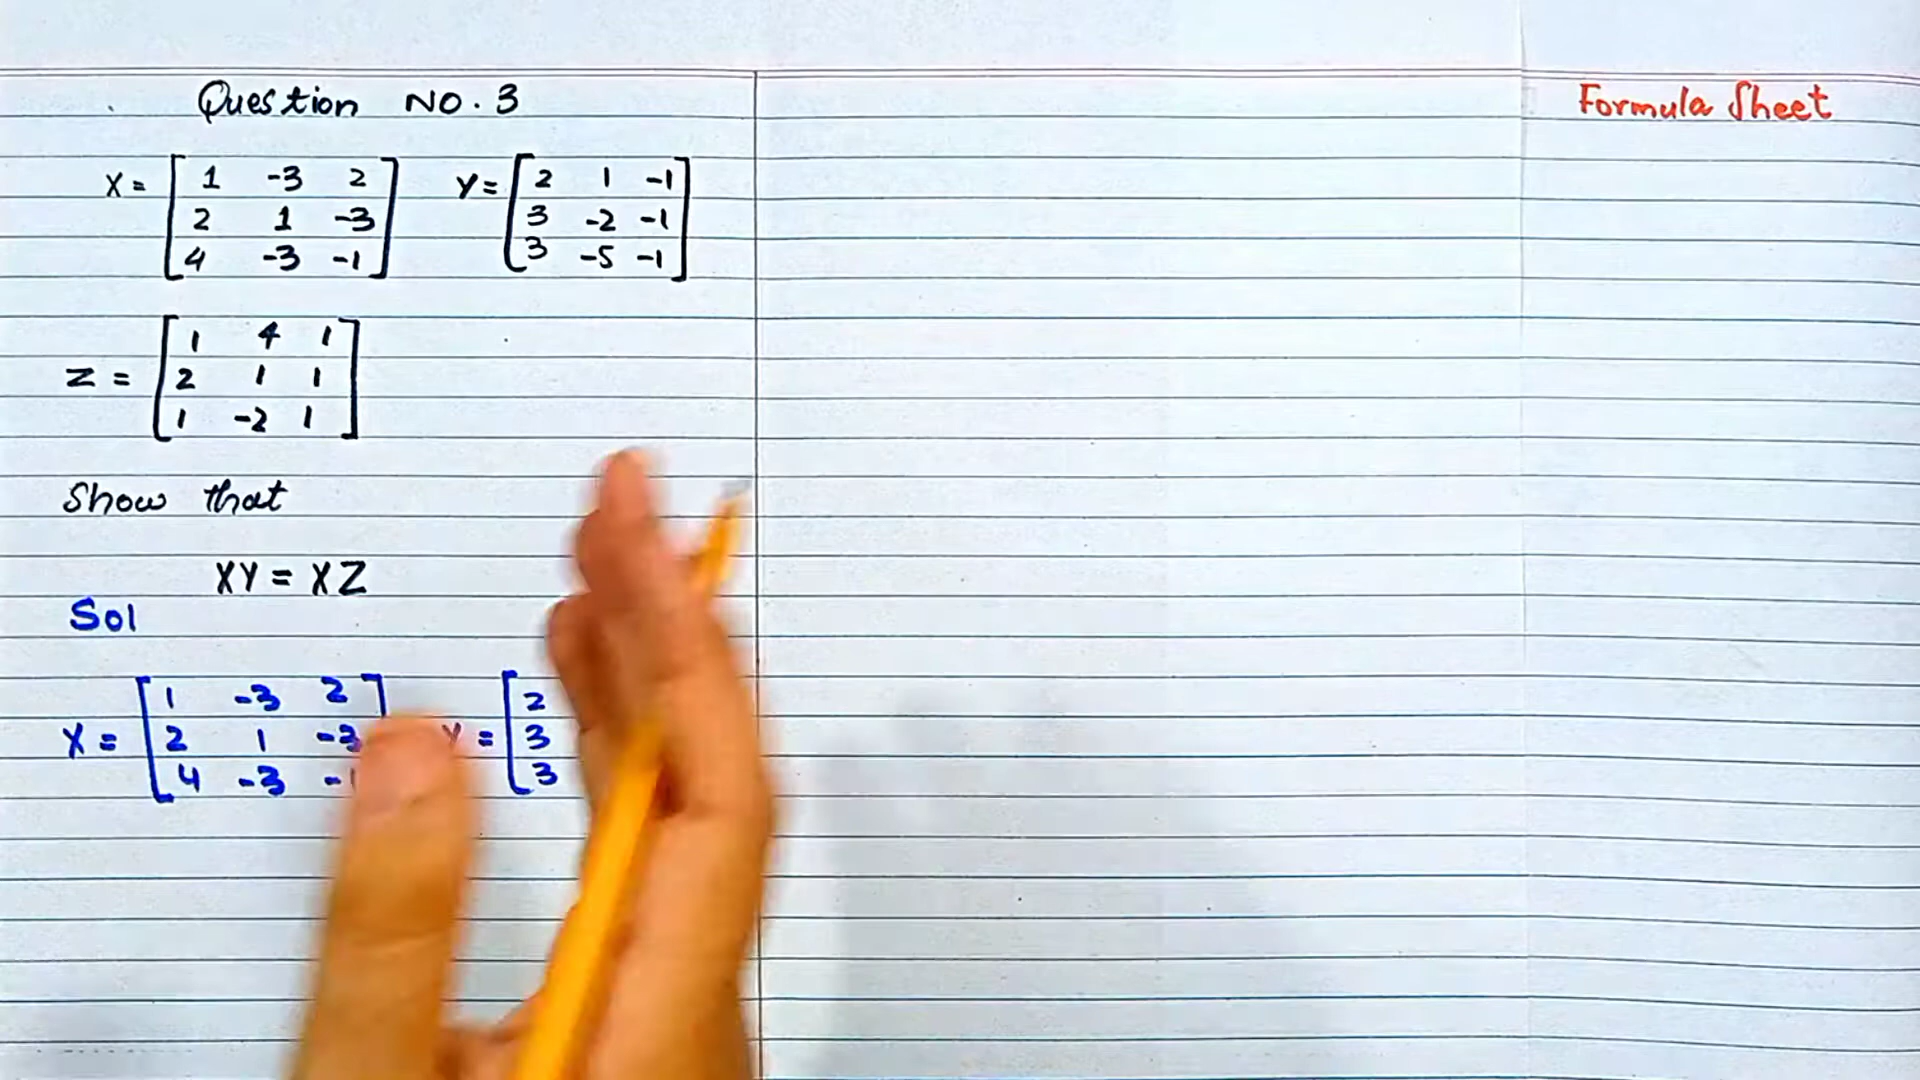 Question NO. 3
Formula Sheet
X = [ 1 -3 2
2 1 -3
4 -3 -1 ]
Y = [ 2 1 -1
3 -2 -1
3 -5 -1 ]
Z = [ 1 4 1
2 1 1
1 -2 1 ]
Show that
XY = XZ
Sol
X = [ 1 -3 2
2 1 -3
4 -3 -1
Y = [ 2
3
3